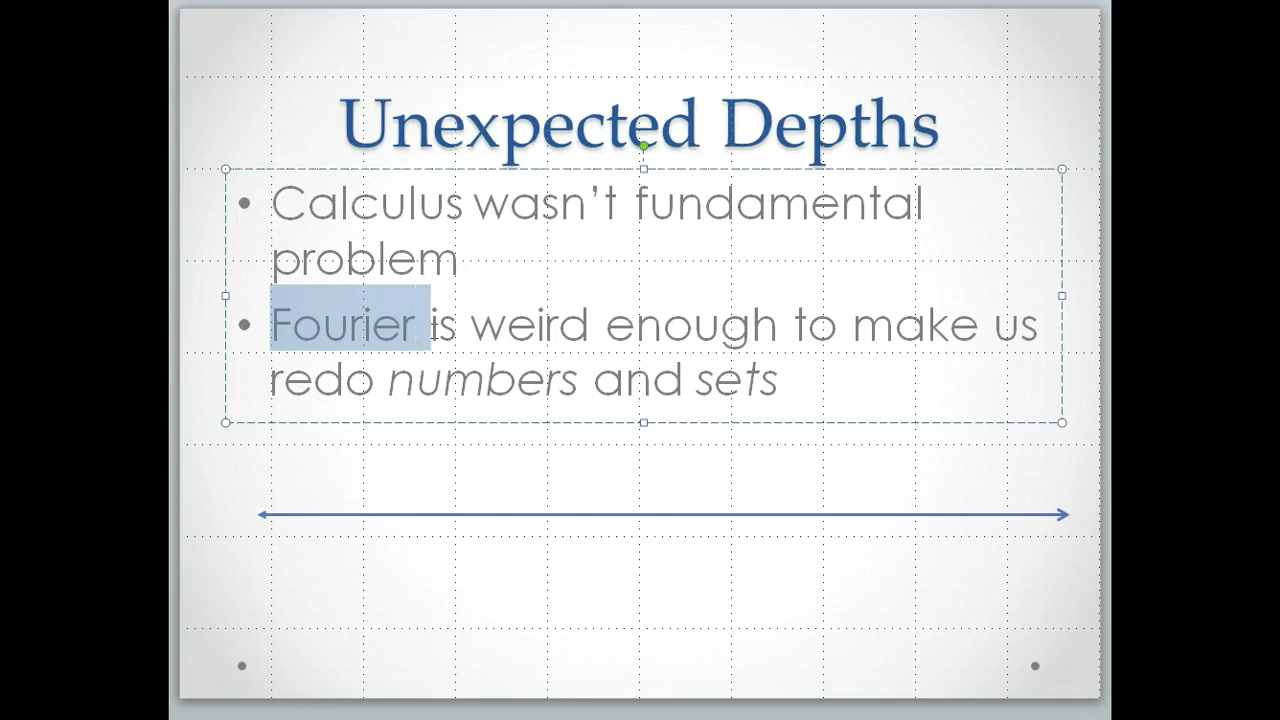 Unexpected Depths
• Calculus wasn’t fundamental
problem
• Fourier is weird enough to make us
redo numbers and sets